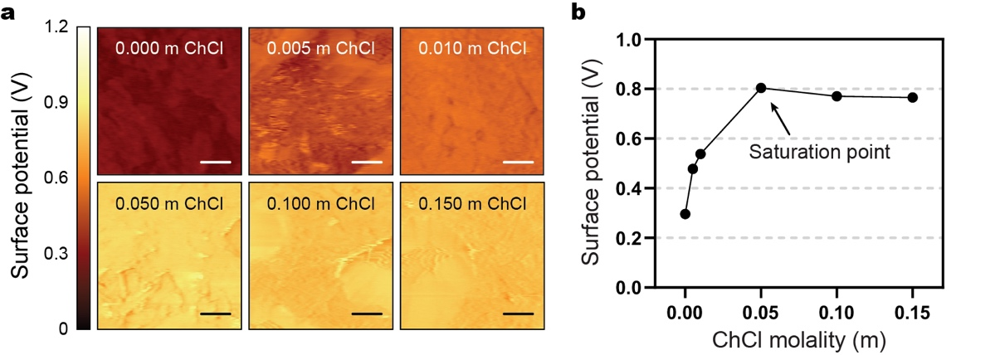 a
Surface potential (V)
1.2
0.9
0.6
0.3
0
0.000 m ChCl
0.005 m ChCl
0.010 m ChCl
0.050 m ChCl
0.100 m ChCl
0.150 m ChCl
b
Surface potential (V)
1.0
0.8
0.6
0.4
0.2
0.0
Saturation point
0.00
0.05
0.10
0.15
ChCl molality (m)